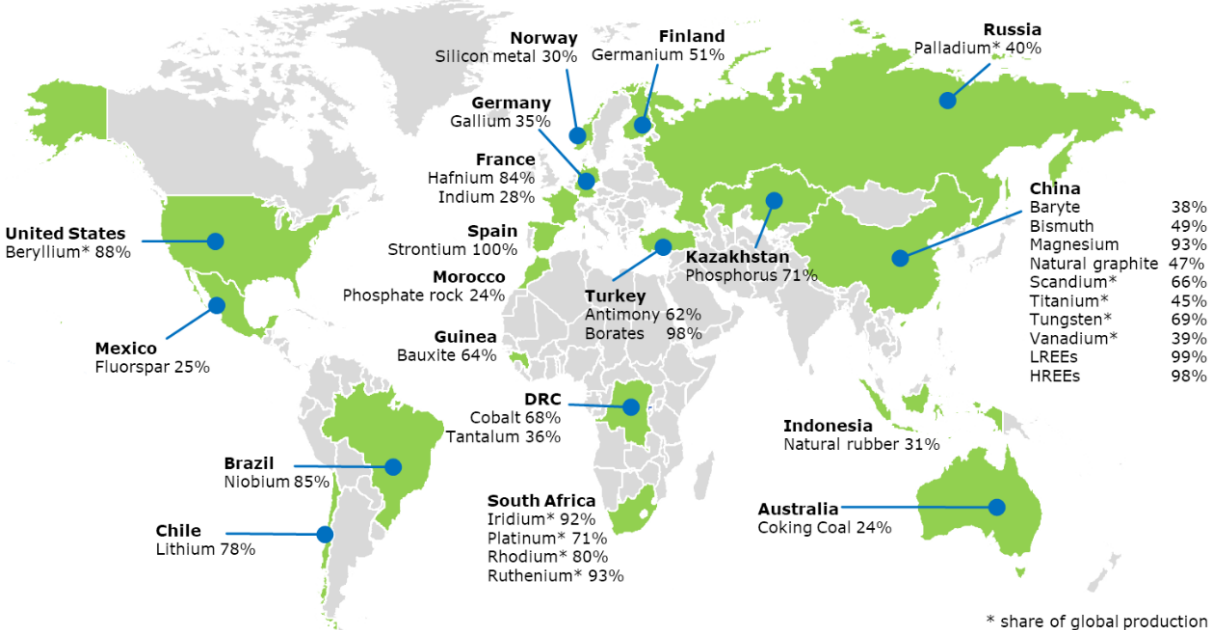 Norway
Silicon metal 30%
Finland
Germanium 51%
Russia
Palladium* 40%
Germany
Gallium 35%
France
Hafnium 84%
Indium 28%
Spain
Strontium 100%
Morocco
Phosphate rock 24%
Guinea
Bauxite 64%
United States
Beryllium* 88%
Mexico
Fluorspar 25%
Brazil
Niobium 85%
Chile
Lithium 78%
DRC
Cobalt 68%
Tantalum 36%
South Africa
Iridium* 92%
Platinum* 71%
Rhodium* 80%
Ruthenium* 93%
Turkey
Antimony 62%
Borates 98%
Kazakhstan
Phosphorus 71%
China
Baryte 38%
Bismuth 49%
Magnesium 93%
Natural graphite 47%
Scandium* 66%
Titanium* 45%
Tungsten* 69%
Vanadium* 39%
LREEs 99%
HREEs 98%
Indonesia
Natural rubber 31%
Australia
Coking Coal 24%
* share of global production